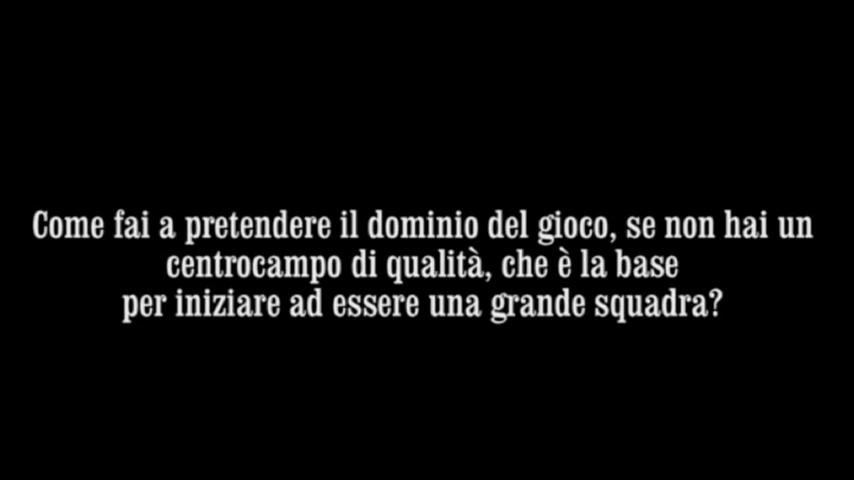 Come fai a pretendere il dominio del gioco, se non hai un
centrocampo di qualità, che è la base
per iniziare ad essere una grande squadra?